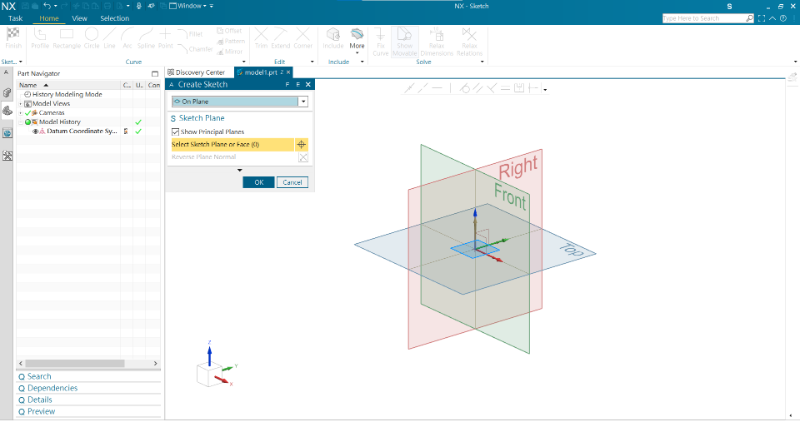 NX
Window
NX - Sketch
S
Task Home View Selection
Type Here to Search
Finish
Profile Rectangle Circle Line Arc Spline Point
Fillet
Chamfer
Offset
Pattern
Mirror
Trim Extend Corner
Include More
Fix Curve
Show Movable
Relax Dimensions
Relax Relations
Sket...
Curve
Edit
Include
Solve
Part Navigator
Name C... U.. Con
History Modeling Mode
Model Views
Cameras
Model History
Datum Coordinate Sy...
Search
Dependencies
Details
Preview
Discovery Center
model1.prt
Create Sketch
On Plane
S Sketch Plane
Show Principal Planes
Select Sketch Plane or Face (0)
Reverse Plane Normal
OK
Cancel
Right
Front
Top
Z
Y
X